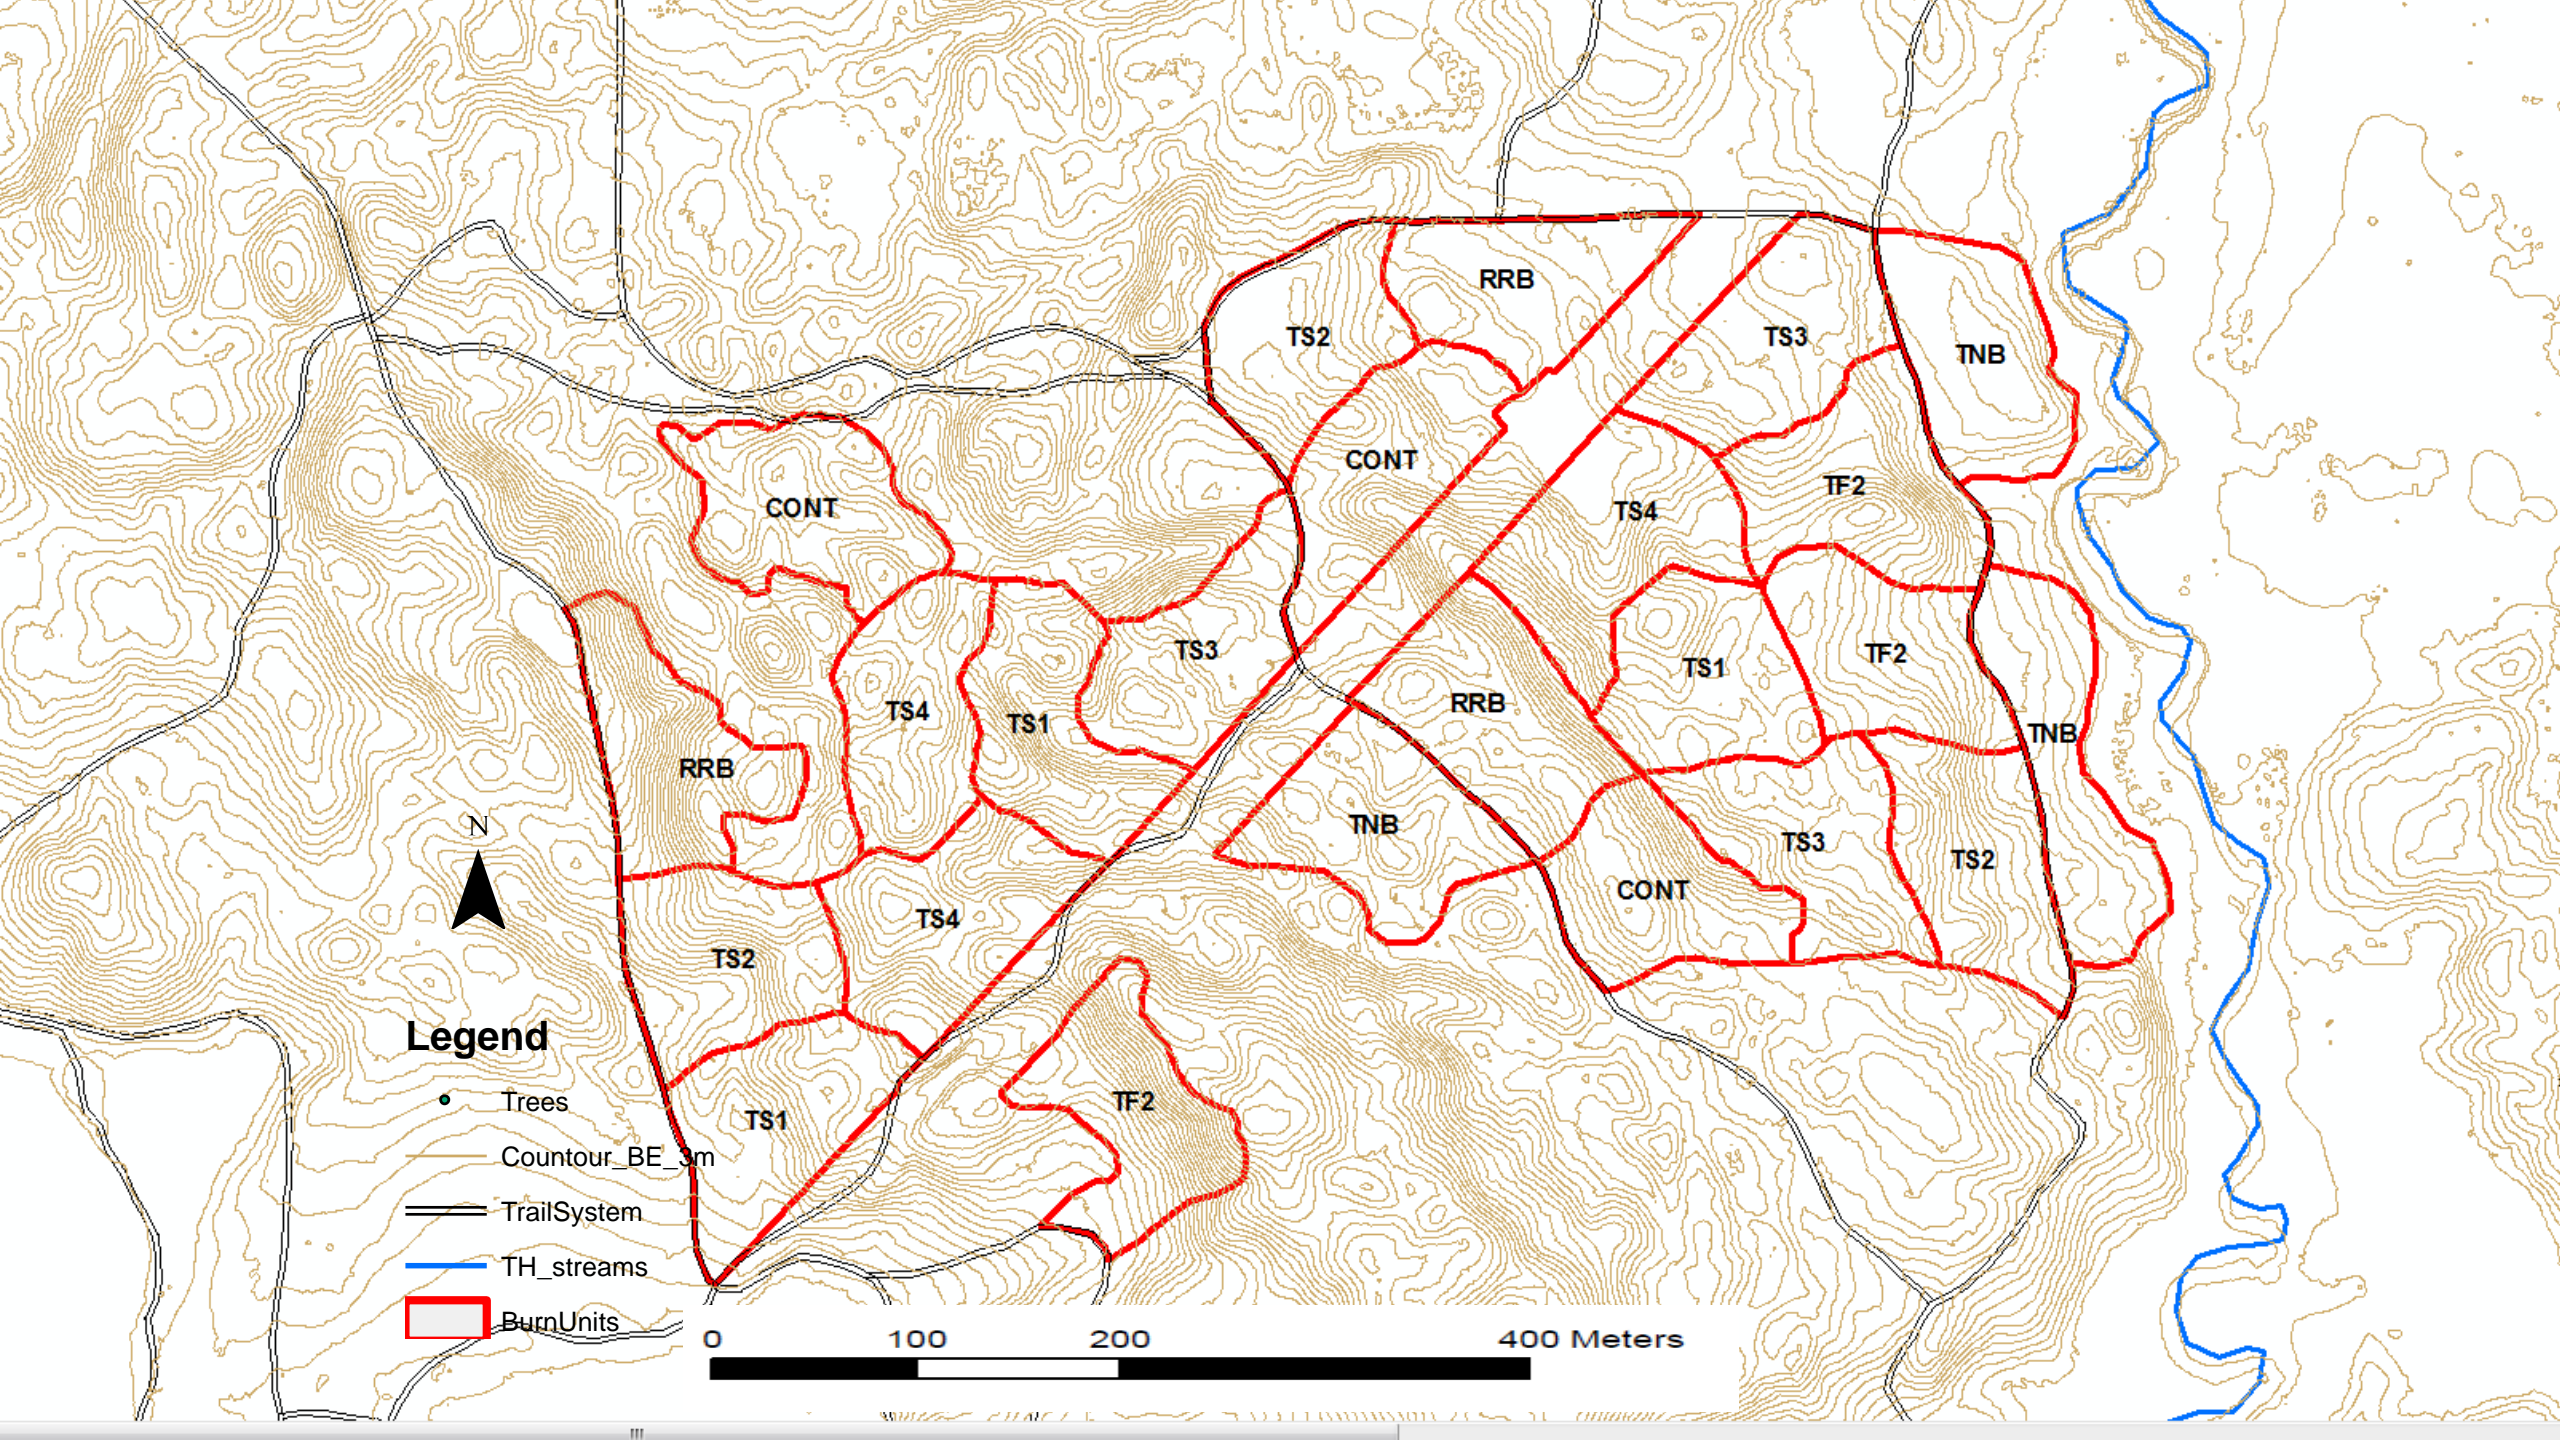 RRB
TS2
TS3
TNB
CONT
TF2
CONT
TS4
TS3
TF2
TS1
RRB
TS4
TS1
TNB
RRB
TNB
TS3
TS2
CONT
TS4
TS2
TF2
TS1
N
Legend
Trees
Countour_BE_3m
TrailSystem
TH_streams
BurnUnits
0 100 200 400 Meters